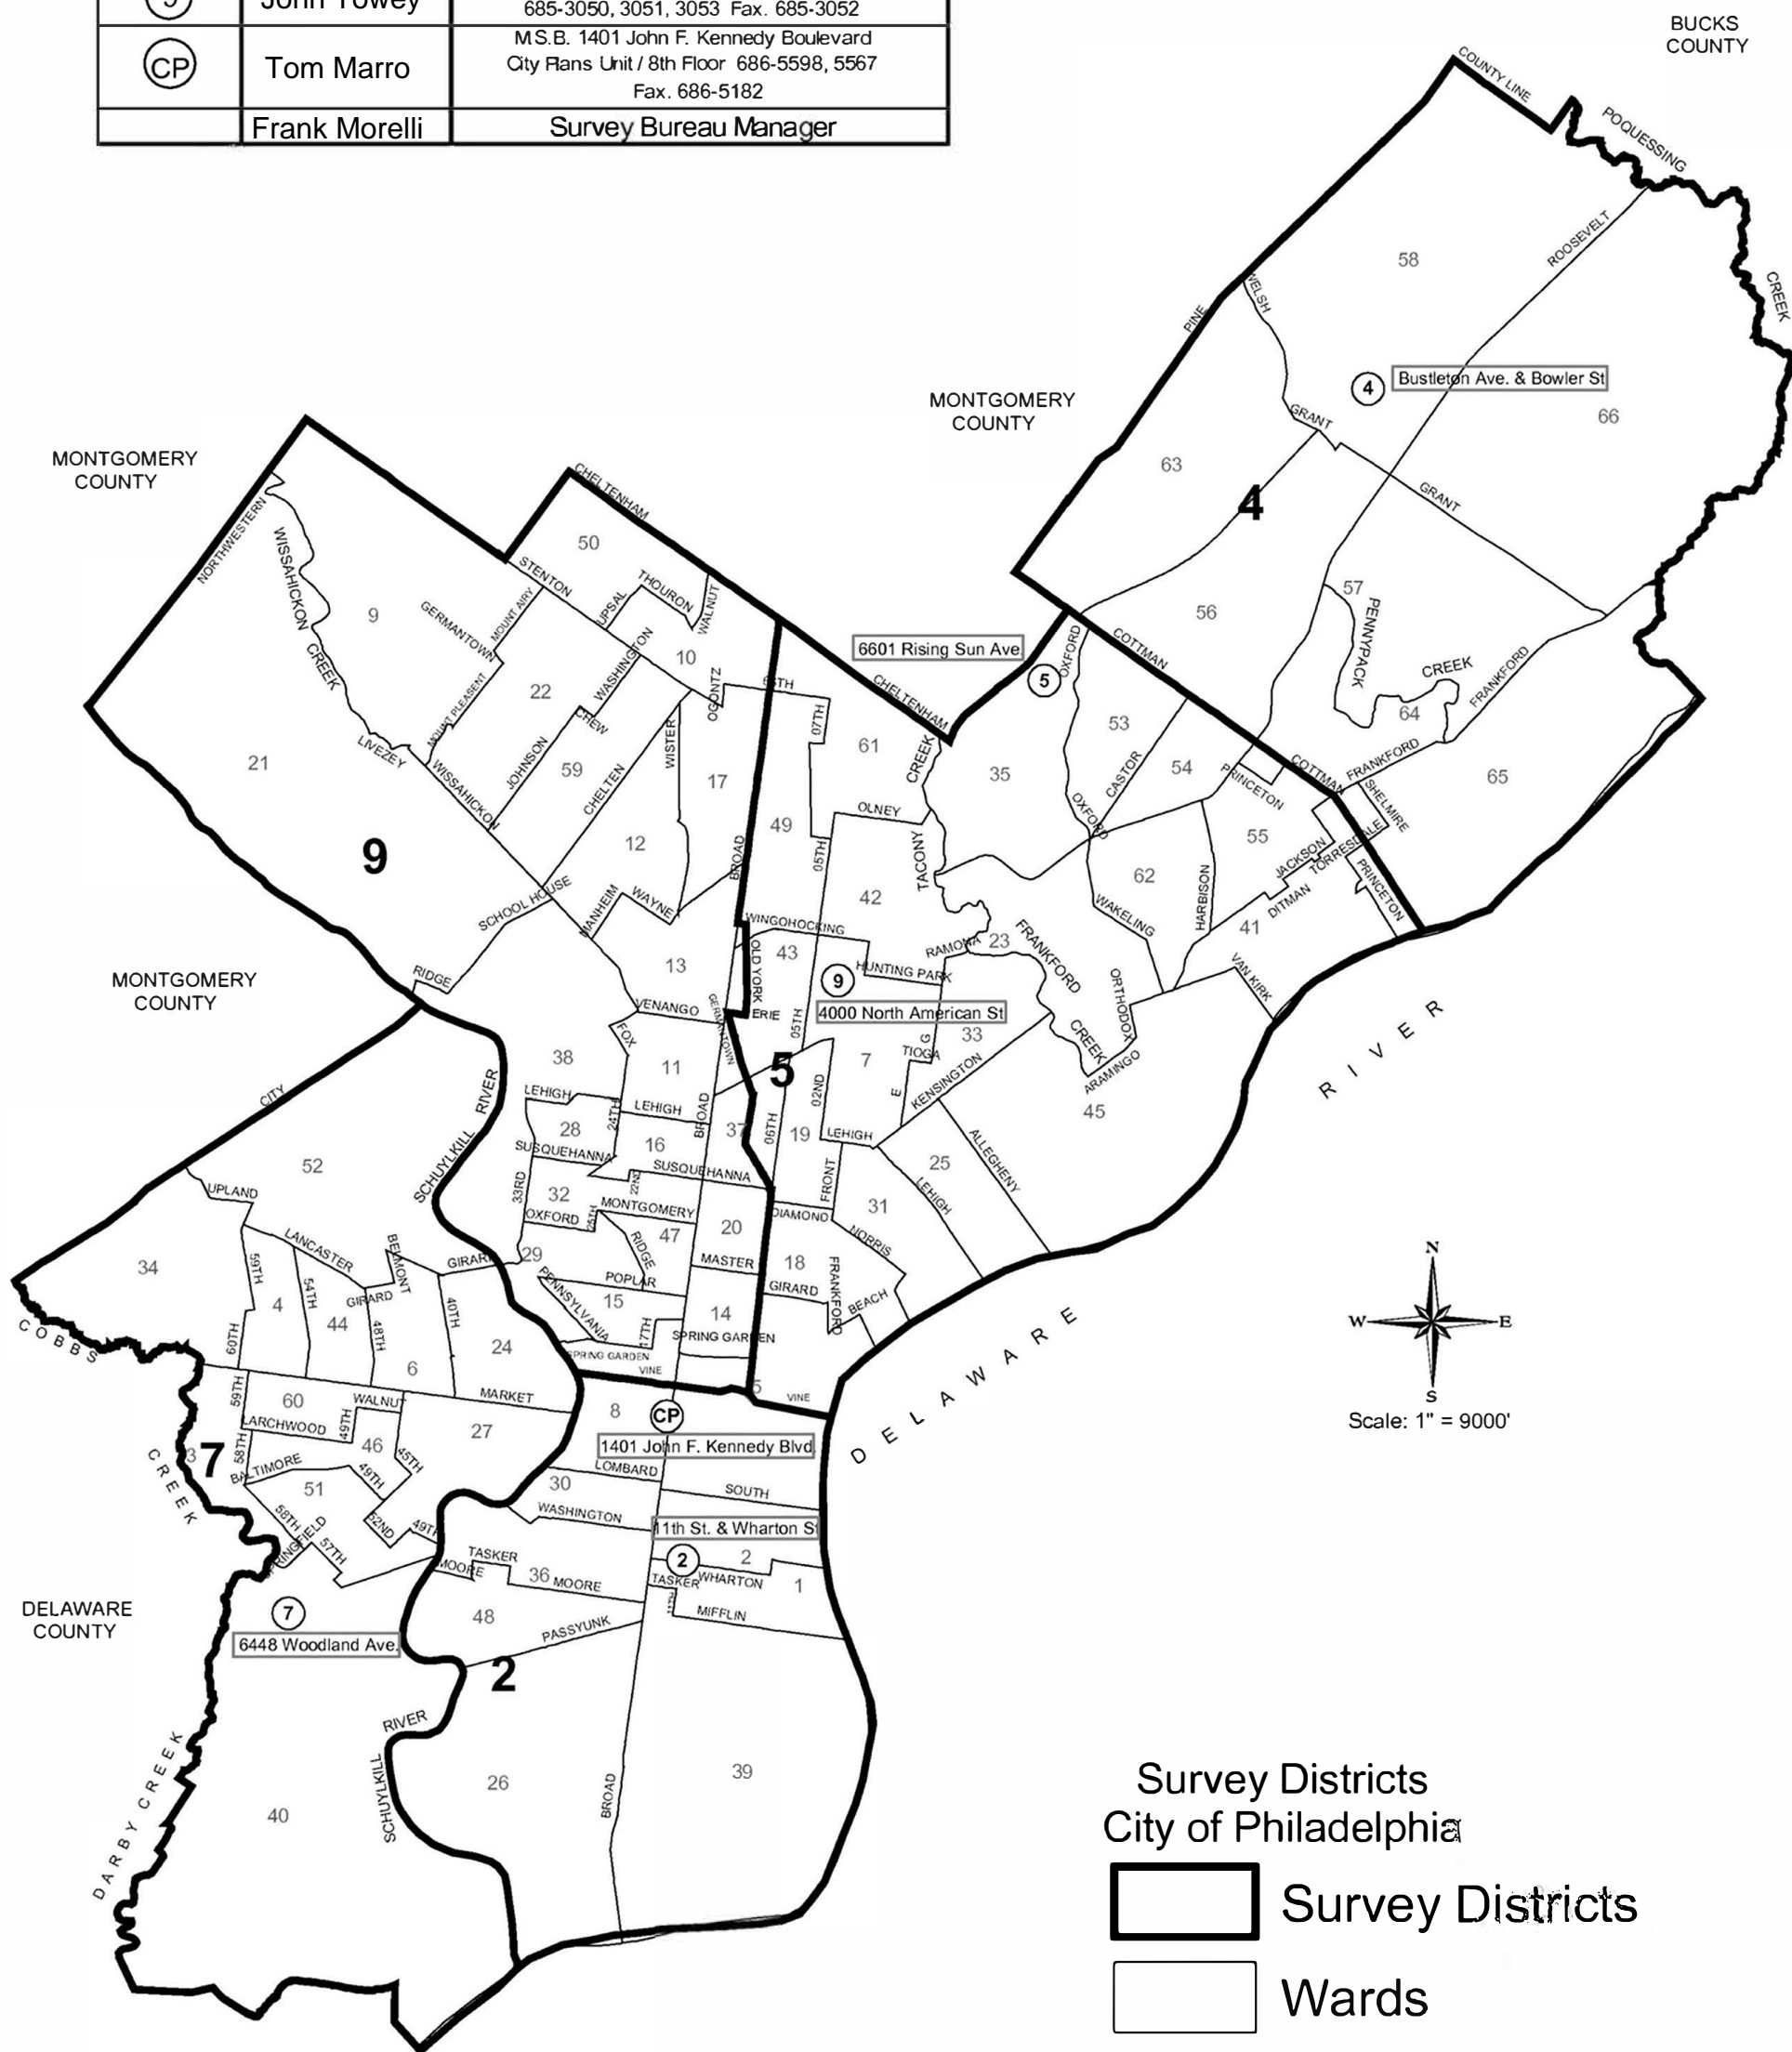 9 John Towey 685-3050, 3051, 3053 Fax. 685-3052
CP Tom Marro M.S.B. 1401 John F. Kennedy Boulevard
City Plans Unit / 8th Floor 686-5598, 5567
Fax. 686-5182
Frank Morelli Survey Bureau Manager
BUCKS
COUNTY
COUNTY LINE
POQUESSING
CREEK
ROOSEVELT
58
WELSH
PINE
4 Bustleton Ave. & Bowler St
66
GRANT
MONTGOMERY
COUNTY
63
4
GRANT
57
PENNYPACK
56
CREEK
FRANKFORD
64
COTTMAN
65
MONTGOMERY
COUNTY
NORTHWESTERN
WISSAHICKON
CREEK
CHELTENHAM
50
STENTON
THOURON
UPSAL
WALNUT
MOUNT AIRY
GERMANTOWN
9
WASHINGTON
10
OGONTZ
65TH
22
MOUNT PLEASENT
CHEW
WISTER
21
LIVEZEY
WISSAHICKON
JOHNSON
59
CHELTEN
17
12
9
BROAD
SCHOOL HOUSE
MANHEIM
WAYNE
13
RIDGE
6601 Rising Sun Ave
5
OXFORD
CHELTENHAM
07TH
61
CREEK
35
53
CASTOR
54
PRINCETON
COTTMAN
FRANKFORD
SHELMIRE
OXFORD
OLNEY
49
05TH
TACONY
55
JACKSON
TORRESDALE
62
HARBISON
DITMAN
PRINCETON
42
WAKELING
41
WINGOHOCKING
OLD YORK
43
RAMONA
23
FRANKFORD
CREEK
9
HUNTING PARK
4000 North American St
ORTHODOX
VAN KIRK
MONTGOMERY
COUNTY
VENANGO
GERMANTOWN
ERIE
05TH
33
FOX
38
11
5
7
TIOGA
G
E
KENSINGTON
ARAMINGO
45
RIVER
CITY
SCHUYLKILL
RIVER
LEHIGH
24TH
LEHIGH
BROAD
28
16
37
06TH
19
02ND
LEHIGH
SUSQUEHANNA
SUSQUEHANNA
22ND
33RD
32
MONTGOMERY
OXFORD
25TH
RIDGE
47
20
DIAMOND
FRONT
31
25
ALLEGHENY
LEHIGH
NORRIS
29
MASTER
18
GIRARD
FRANKFORD
BEACH
POPLAR
PENNSYLVANIA
15
17TH
14
SPRING GARDEN
SPRING GARDEN
VINE
5
VINE
52
UPLAND
34
59TH
LANCASTER
BELMONT
GIRARD
54TH
4
44
GIRARD
48TH
40TH
24
6
60TH
COBBS
CREEK
MARKET
59TH
60
WALNUT
LARCHWOOD
49TH
27
46
3
7
58TH
BALTIMORE
45TH
51
49TH
58TH
SPRINGFIELD
52ND
49TH
57TH
8
CP
1401 John F. Kennedy Blvd
LOMBARD
30
SOUTH
WASHINGTON
11th St. & Wharton St
2
2
TASKER
MOORE
36
MOORE
TASKER
WHARTON
1
11TH
MIFFLIN
48
PASSYUNK
2
DELAWARE
DELAWARE
COUNTY
7
6448 Woodland Ave.
RIVER
SCHUYLKILL
DARBY CREEK
40
26
BROAD
39
N
W
E
S
Scale: 1" = 9000'
Survey Districts
City of Philadelphia
Survey Districts
Wards